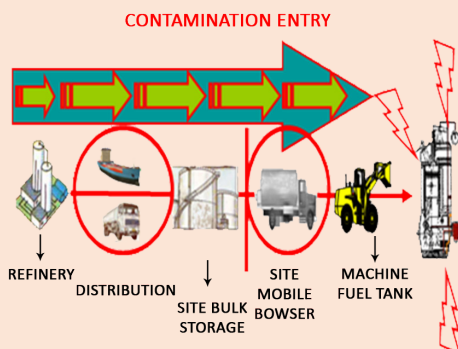 CONTAMINATION ENTRY
REFINERY
DISTRIBUTION
SITE BULK
STORAGE
SITE
MOBILE
BOWSER
MACHINE
FUEL TANK